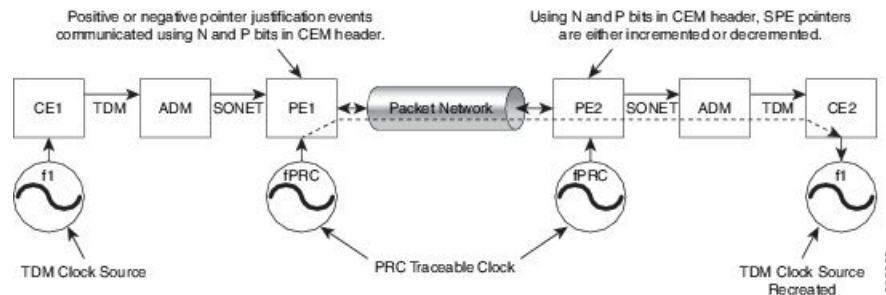 Positive or negative pointer justification events
communicated using N and P bits in CEM header.
Using N and P bits in CEM header, SPE pointers
are either incremented or decremented.
CE1
TDM
ADM
SONET
PE1
Packet Network
PE2
SONET
ADM
TDM
CE2
f1
fPRC
fPRC
f1
TDM Clock Source
PRC Traceable Clock
TDM Clock Source
Recreated